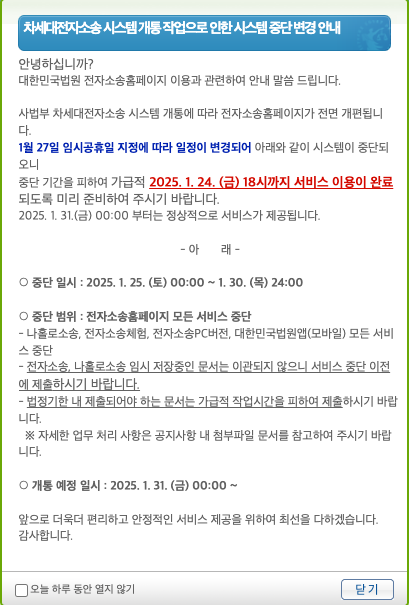 차세대전자소송 시스템 개통 작업으로 인한 시스템 중단 변경 안내
안녕하십니까?
대한민국법원 전자소송홈페이지 이용과 관련하여 안내 말씀 드립니다.
사법부 차세대전자소송 시스템 개통에 따라 전자소송홈페이지가 전면 개편됩니
다.
1월 27일 임시공휴일 지정에 따라 일정이 변경되어 아래와 같이 시스템이 중단되
오니
중단 기간을 피하여 가급적 2025. 1. 24. (금) 18시까지 서비스 이용이 완료
되도록 미리 준비하여 주시기 바랍니다.
2025. 1. 31.(금) 00:00 부터는 정상적으로 서비스가 제공됩니다.
- 아 래 -
○ 중단 일시 : 2025. 1. 25. (토) 00:00 ~ 1. 30. (목) 24:00
○ 중단 범위 : 전자소송홈페이지 모든 서비스 중단
- 나홀로소송, 전자소송체험, 전자소송PC버전, 대한민국법원앱(모바일) 모든 서비
스 중단
- 전자소송, 나홀로소송 임시 저장중인 문서는 이관되지 않으니 서비스 중단 이전
에 제출하시기 바랍니다.
- 법정기한 내 제출되어야 하는 문서는 가급적 작업시간을 피하여 제출하시기 바랍
니다.
※ 자세한 업무 처리 사항은 공지사항 내 첨부파일 문서를 참고하여 주시기 바랍
니다.
○ 개통 예정 일시 : 2025. 1. 31. (금) 00:00 ~
앞으로 더욱더 편리하고 안정적인 서비스 제공을 위하여 최선을 다하겠습니다.
감사합니다.
오늘 하루 동안 열지 않기
닫기